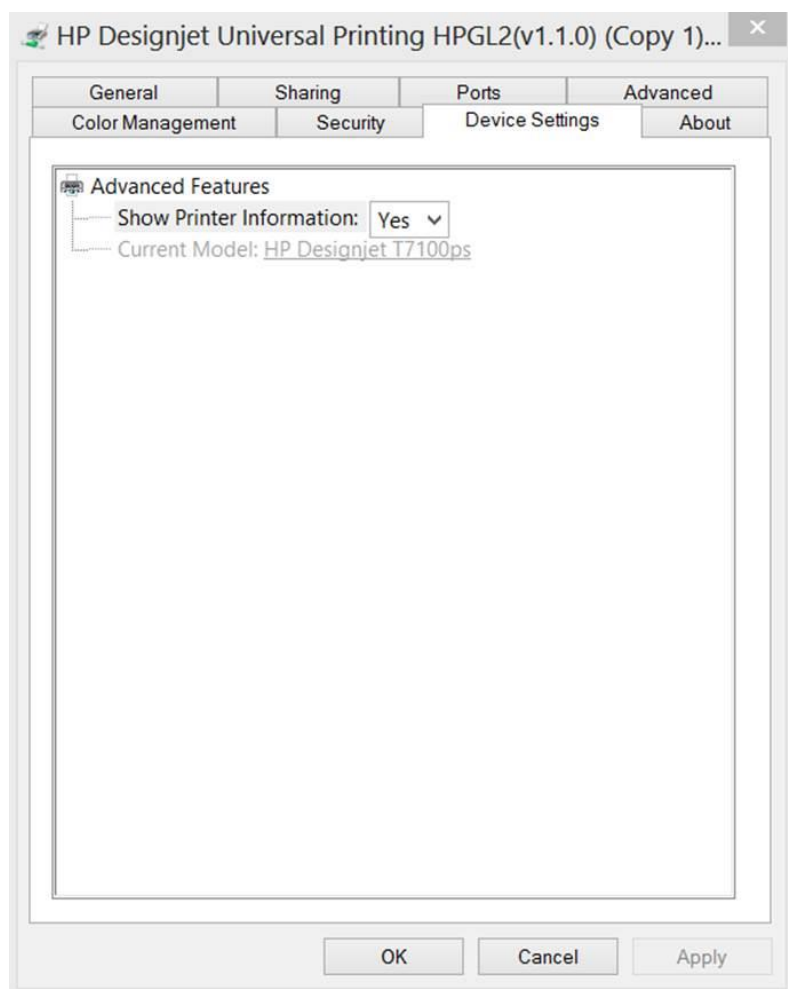 HP Designjet Universal Printing HPGL2(v1.1.0) (Copy 1)...
General Sharing Ports Advanced
Color Management Security Device Settings About
Advanced Features
Show Printer Information: Yes
Current Model: HP Designjet T7100ps
OK Cancel Apply